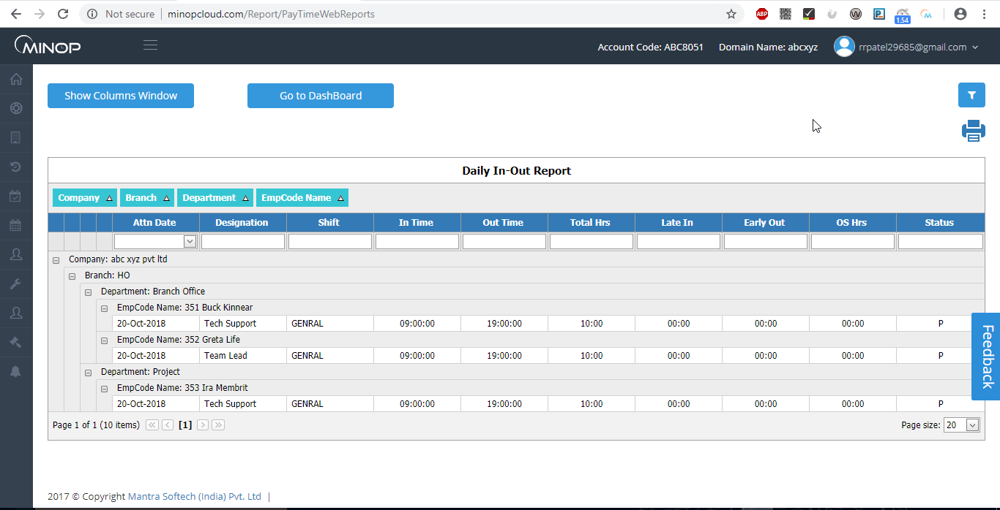 Not secure | minopcloud.com/Report/PayTimeWebReports ABP W P 1.54 M
MINOP Account Code: ABC8051 Domain Name: abcxyz rrpatel29685@gmail.com
Show Columns Window Go to DashBoard
Daily In-Out Report
Company Branch Department EmpCode Name
Attn Date Designation Shift In Time Out Time Total Hrs Late In Early Out OS Hrs Status
Company: abc xyz pvt ltd
Branch: HO
Department: Branch Office
EmpCode Name: 351 Buck Kinnear
20-Oct-2018 Tech Support GENRAL 09:00:00 19:00:00 10:00 00:00 00:00 00:00 P
EmpCode Name: 352 Greta Life
20-Oct-2018 Team Lead GENRAL 09:00:00 19:00:00 10:00 00:00 00:00 00:00 P
Department: Project
EmpCode Name: 353 Ira Membrit
20-Oct-2018 Tech Support GENRAL 09:00:00 19:00:00 10:00 00:00 00:00 00:00 P
Page 1 of 1 (10 items) [1] Page size: 20
Feedback
2017 © Copyright Mantra Softech (India) Pvt. Ltd |